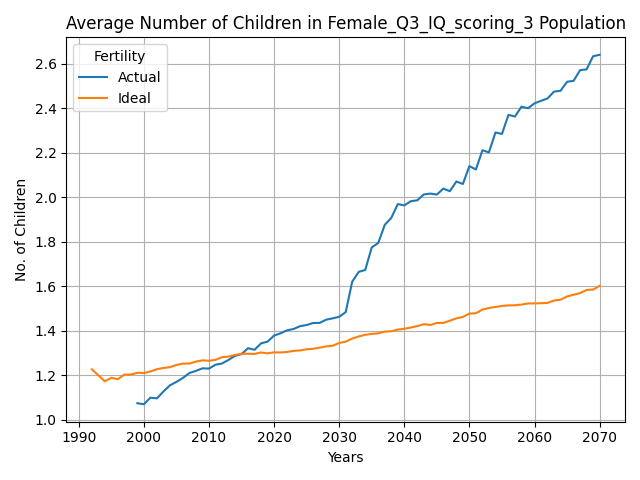 Average Number of Children in Female_Q3_IQ_scoring_3 Population
Fertility
Actual
Ideal
No. of Children
2.6
2.4
2.2
2.0
1.8
1.6
1.4
1.2
1.0
1990 2000 2010 2020 2030 2040 2050 2060 2070
Years